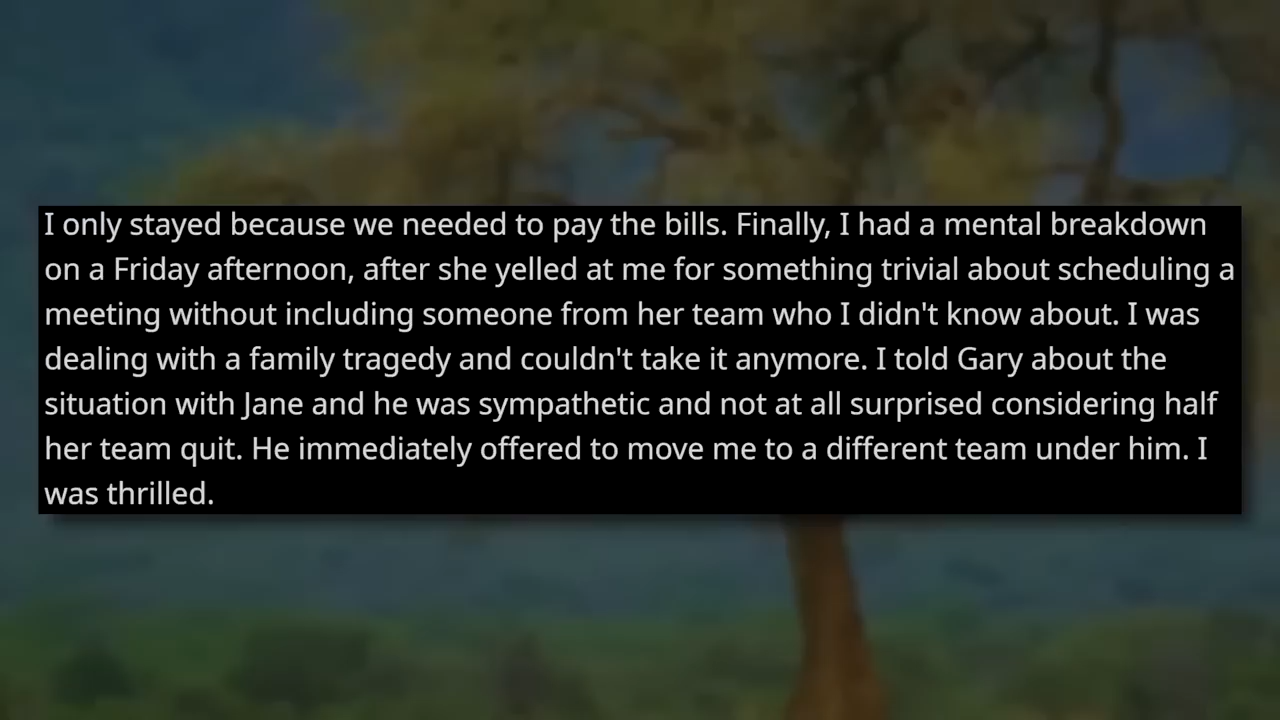 I only stayed because we needed to pay the bills. Finally, I had a mental breakdown
on a Friday afternoon, after she yelled at me for something trivial about scheduling a
meeting without including someone from her team who I didn't know about. I was
dealing with a family tragedy and couldn't take it anymore. I told Gary about the
situation with Jane and he was sympathetic and not at all surprised considering half
her team quit. He immediately offered to move me to a different team under him. I
was thrilled.